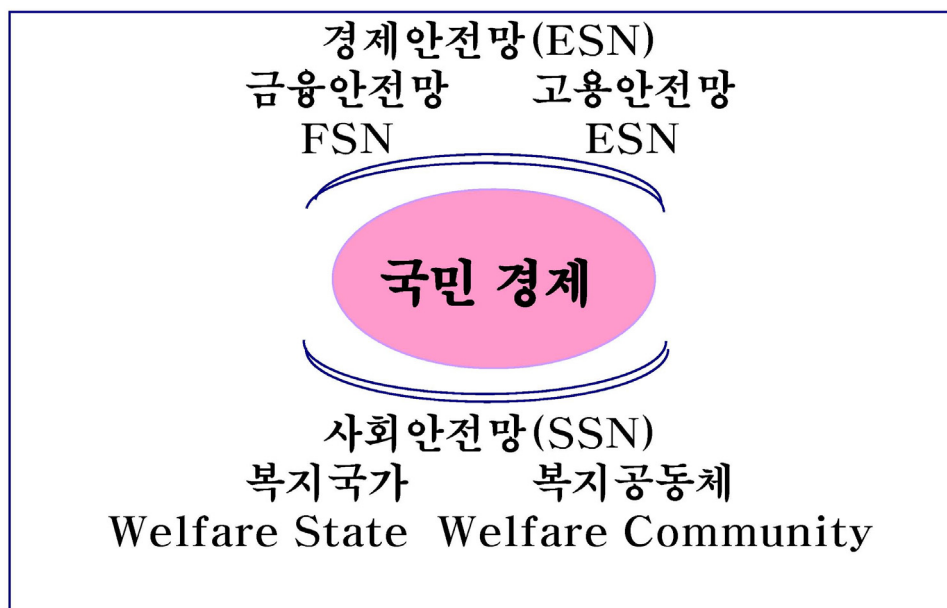 경제안전망(ESN)
금융안전망 고용안전망
FSN ESN
국민 경제
사회안전망(SSN)
복지국가 복지공동체
Welfare State Welfare Community